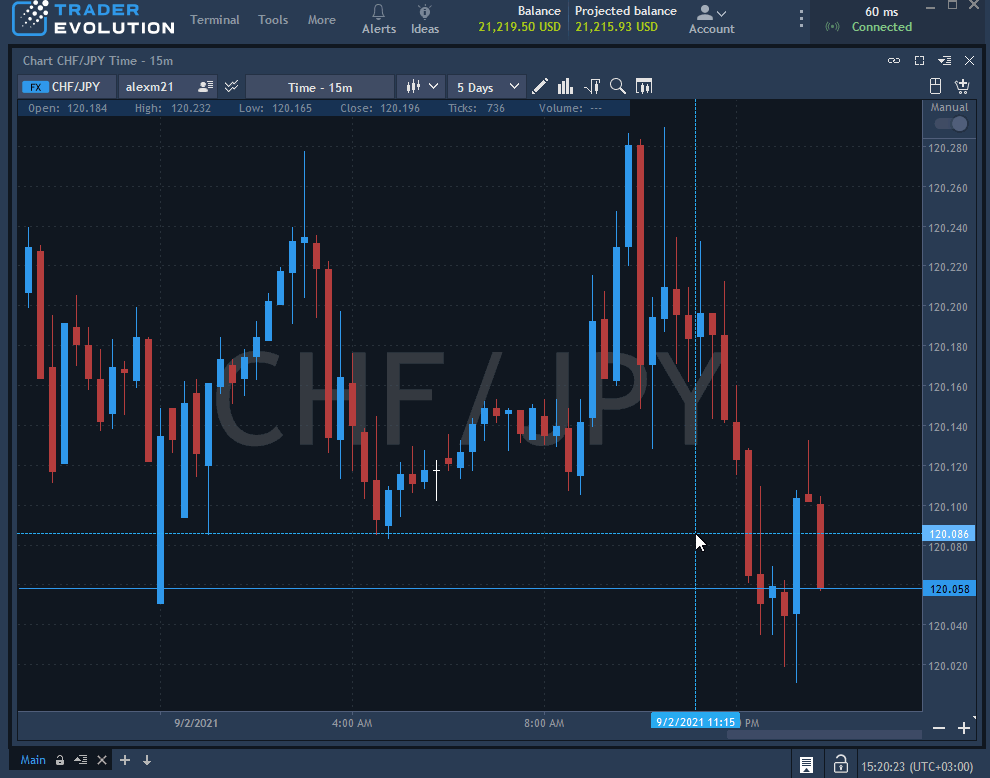 TRADER
EVOLUTION
Terminal Tools More
Alerts Ideas
Balance
21,219.50 USD
Projected balance
21,215.93 USD
Account
60 ms
Connected
Chart CHF/JPY Time - 15m
FX CHF/JPY alexm21 Time - 15m 5 Days
Open: 120.184 High: 120.232 Low: 120.165 Close: 120.196 Ticks: 736 Volume: ---
Manual
CHF/JPY
120.280
120.260
120.240
120.220
120.200
120.180
120.160
120.140
120.120
120.100
120.086
120.080
120.058
120.040
120.020
9/2/2021 4:00 AM 8:00 AM 9/2/2021 11:15 PM
Main
15:20:23 (UTC+03:00)